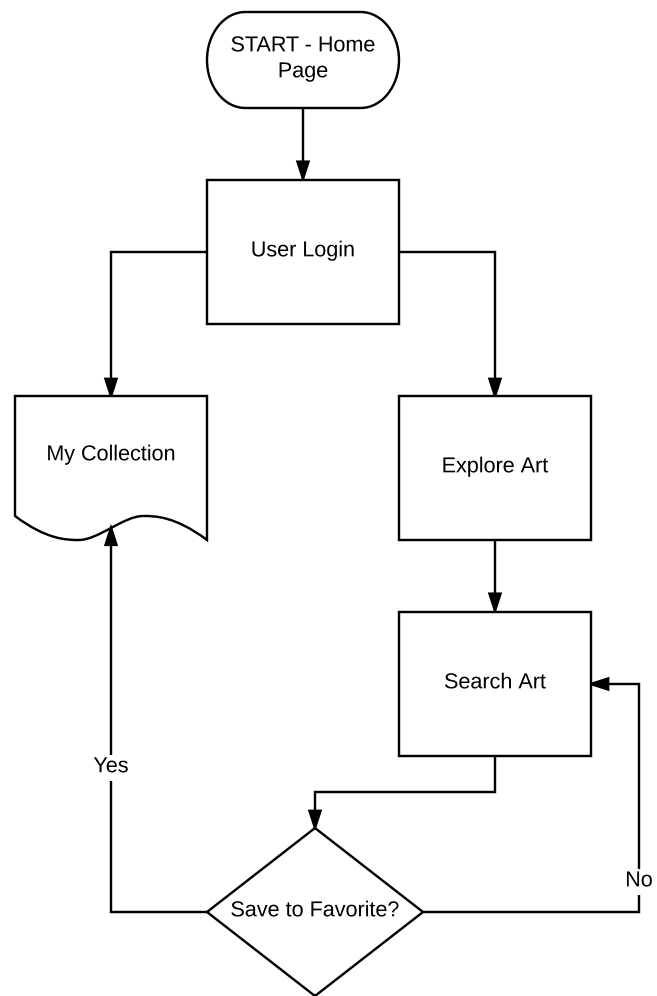 START - Home
Page
User Login
My Collection
Explore Art
Search Art
Yes
No
Save to Favorite?